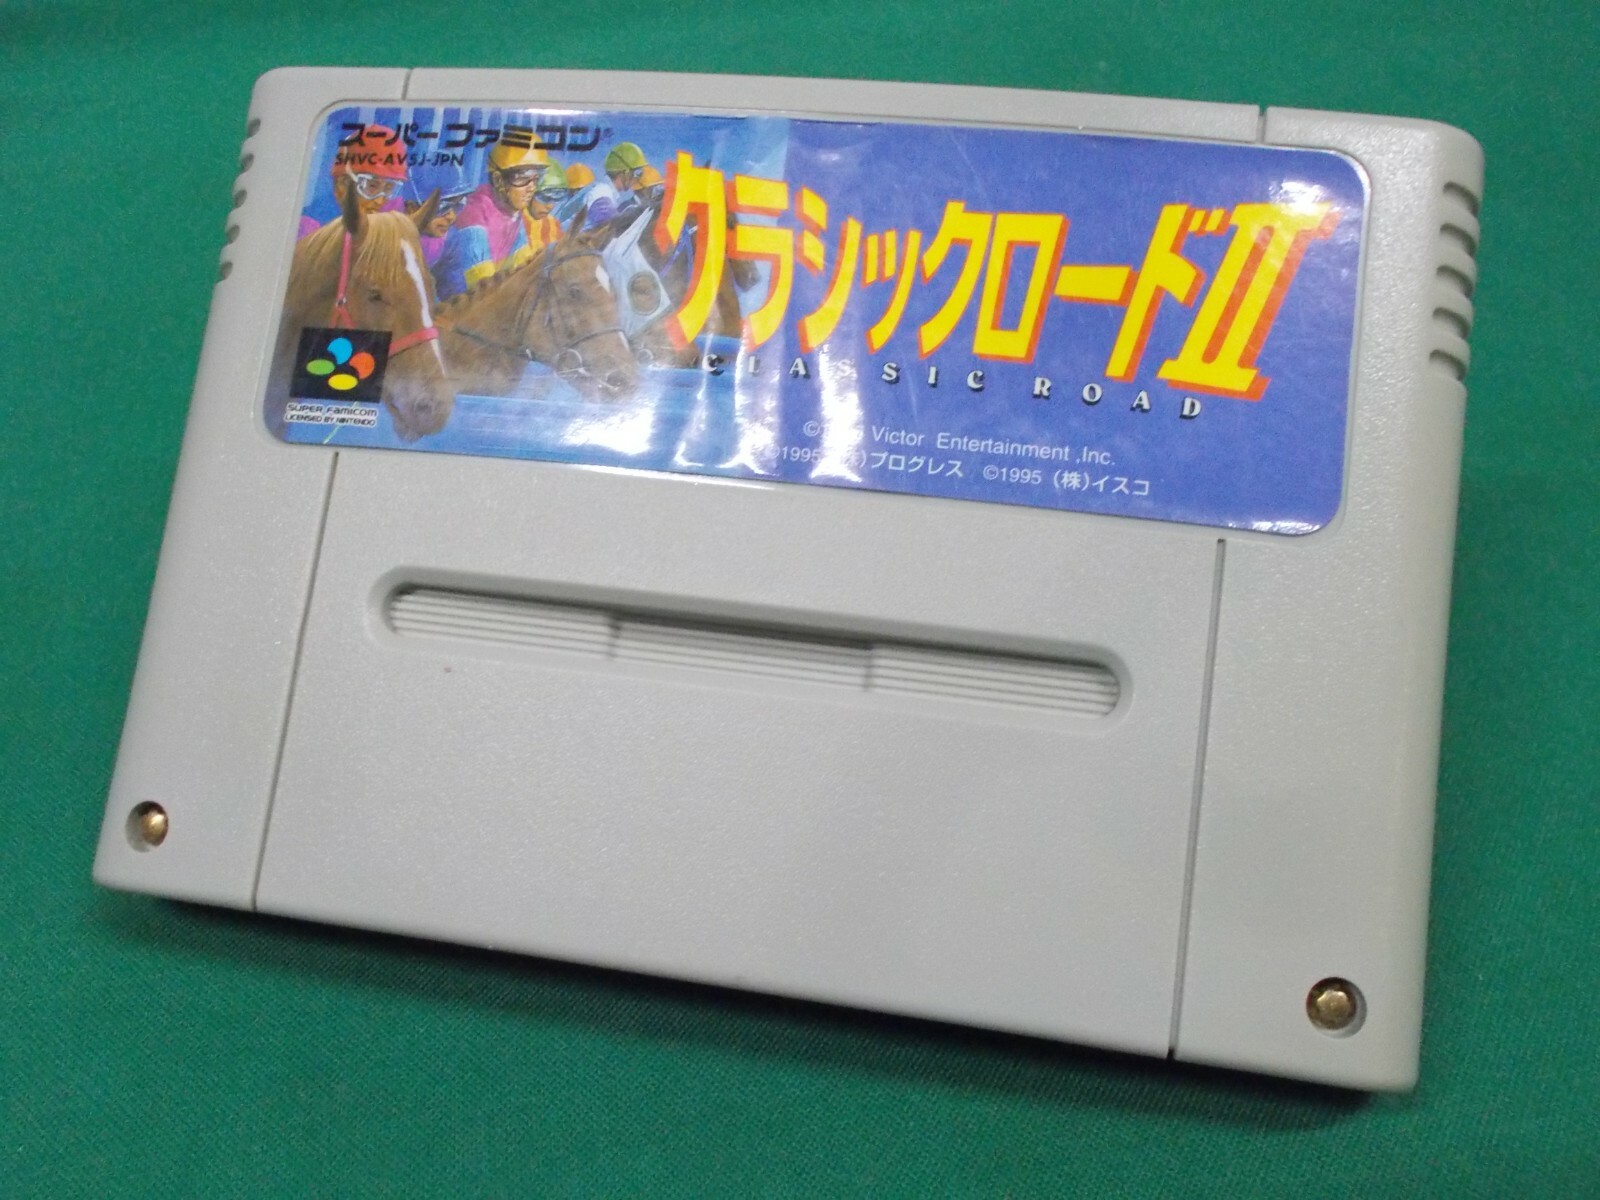 スーパーファミコン®
SHVC-AV5J-JPN
クラシックロードⅡ
CLASSIC ROAD
SUPER FAMICOM
LICENSED BY NINTENDO
Victor Entertainment ,Inc.
©1995 (株)プログレス ©1995 (株)イスコ